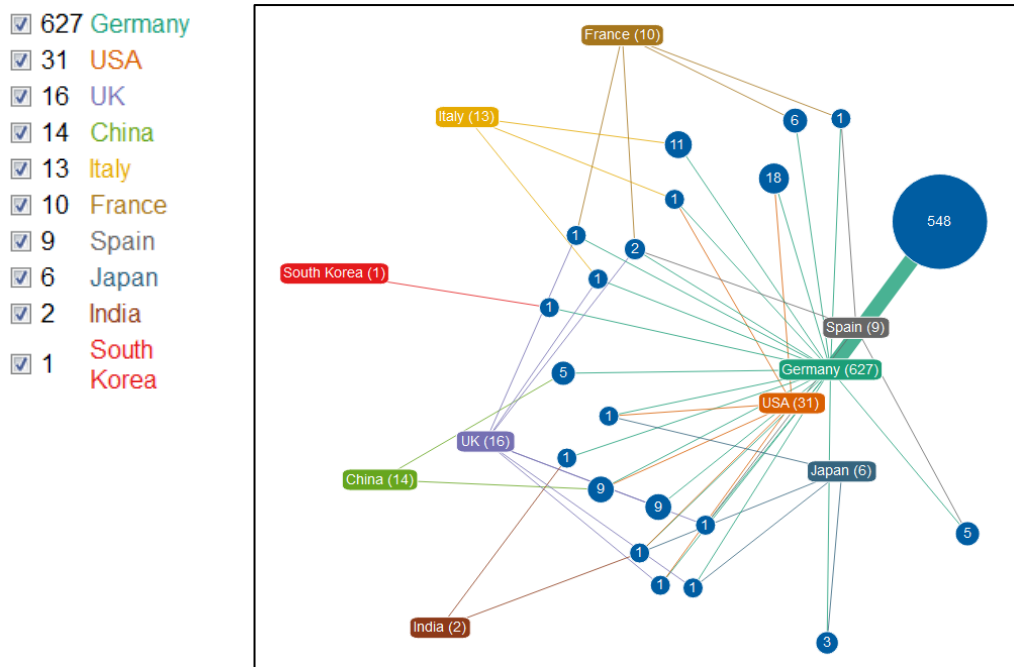 627 Germany
31 USA
16 UK
14 China
13 Italy
10 France
9 Spain
6 Japan
2 India
1 South
Korea
France (10)
Italy (13)
6
1
11
18
1
548
1
2
South Korea (1)
1
1
Spain (9)
Germany (627)
5
USA (31)
1
UK (16)
1
Japan (6)
China (14)
9
9
1
5
1
1
1
India (2)
3